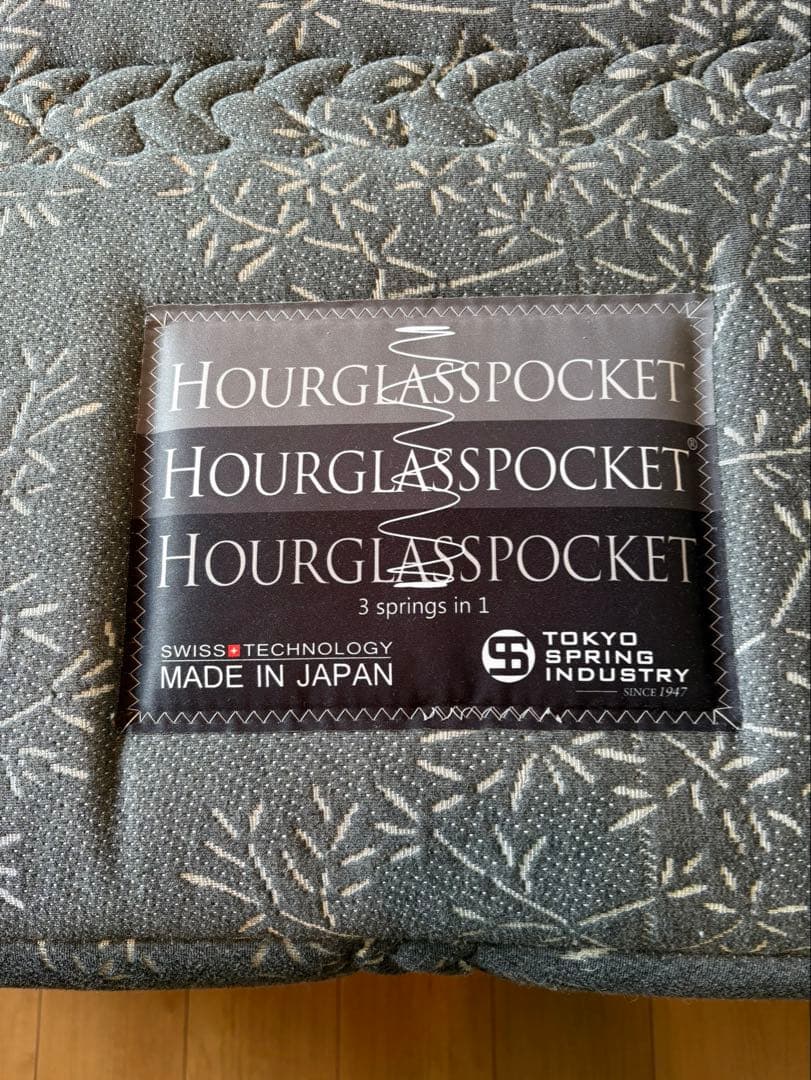 HOURGLASSPOCKET
HOURGLASSPOCKET®
HOURGLASSPOCKET
3 springs in 1
SWISS TECHNOLOGY
MADE IN JAPAN
TOKYO
SPRING
INDUSTRY
SINCE 1947